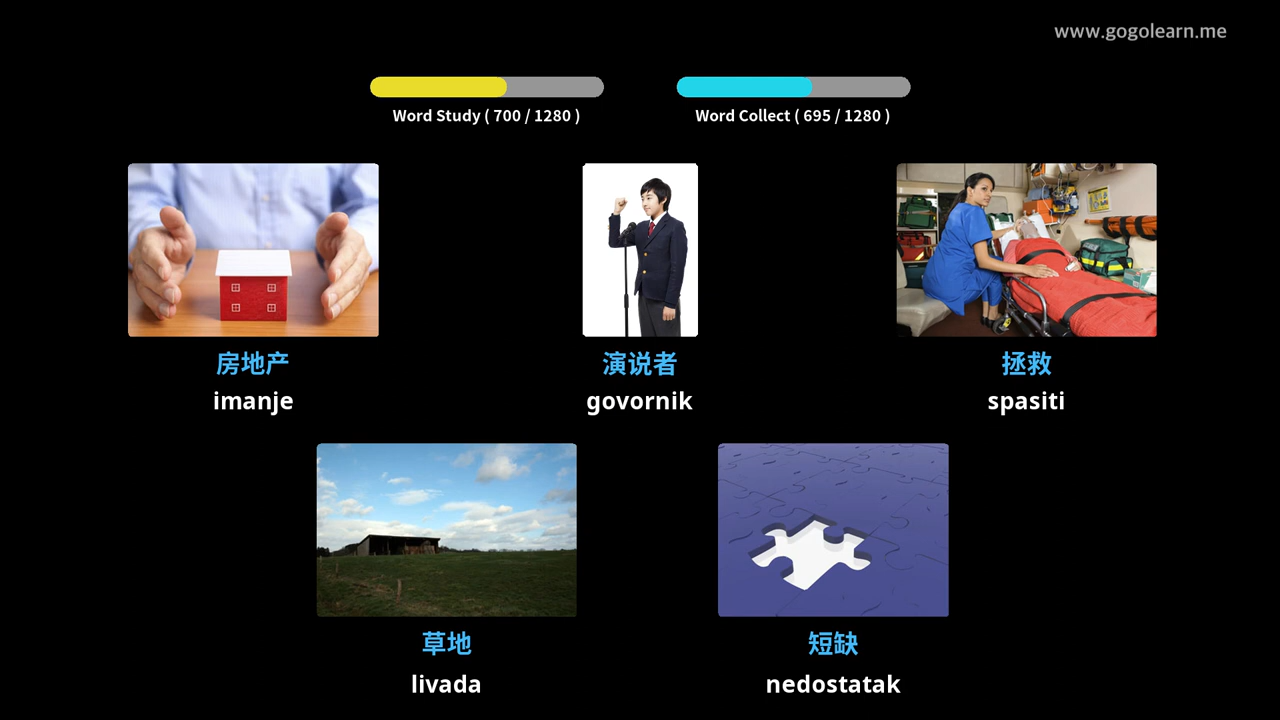 www.gogolearn.me
Word Study ( 700 / 1280 )
Word Collect ( 695 / 1280 )
房地产
imanje
演说者
govornik
拯救
spasiti
草地
livada
短缺
nedostatak